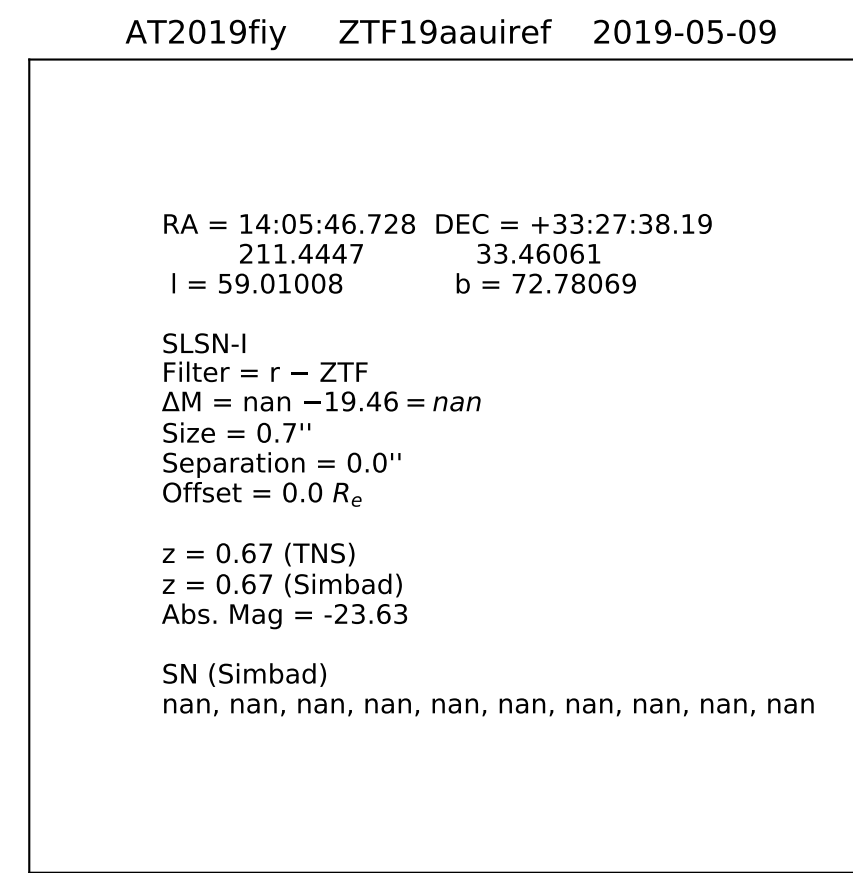 AT2019fiy ZTF19aauiref 2019-05-09
RA = 14:05:46.728 DEC = +33:27:38.19
211.4447 33.46061
l = 59.01008 b = 72.78069
SLSN-I
Filter = r − ZTF
ΔM = nan −19.46 = nan
Size = 0.7''
Separation = 0.0''
Offset = 0.0 Rₑ
z = 0.67 (TNS)
z = 0.67 (Simbad)
Abs. Mag = -23.63
SN (Simbad)
nan, nan, nan, nan, nan, nan, nan, nan, nan, nan